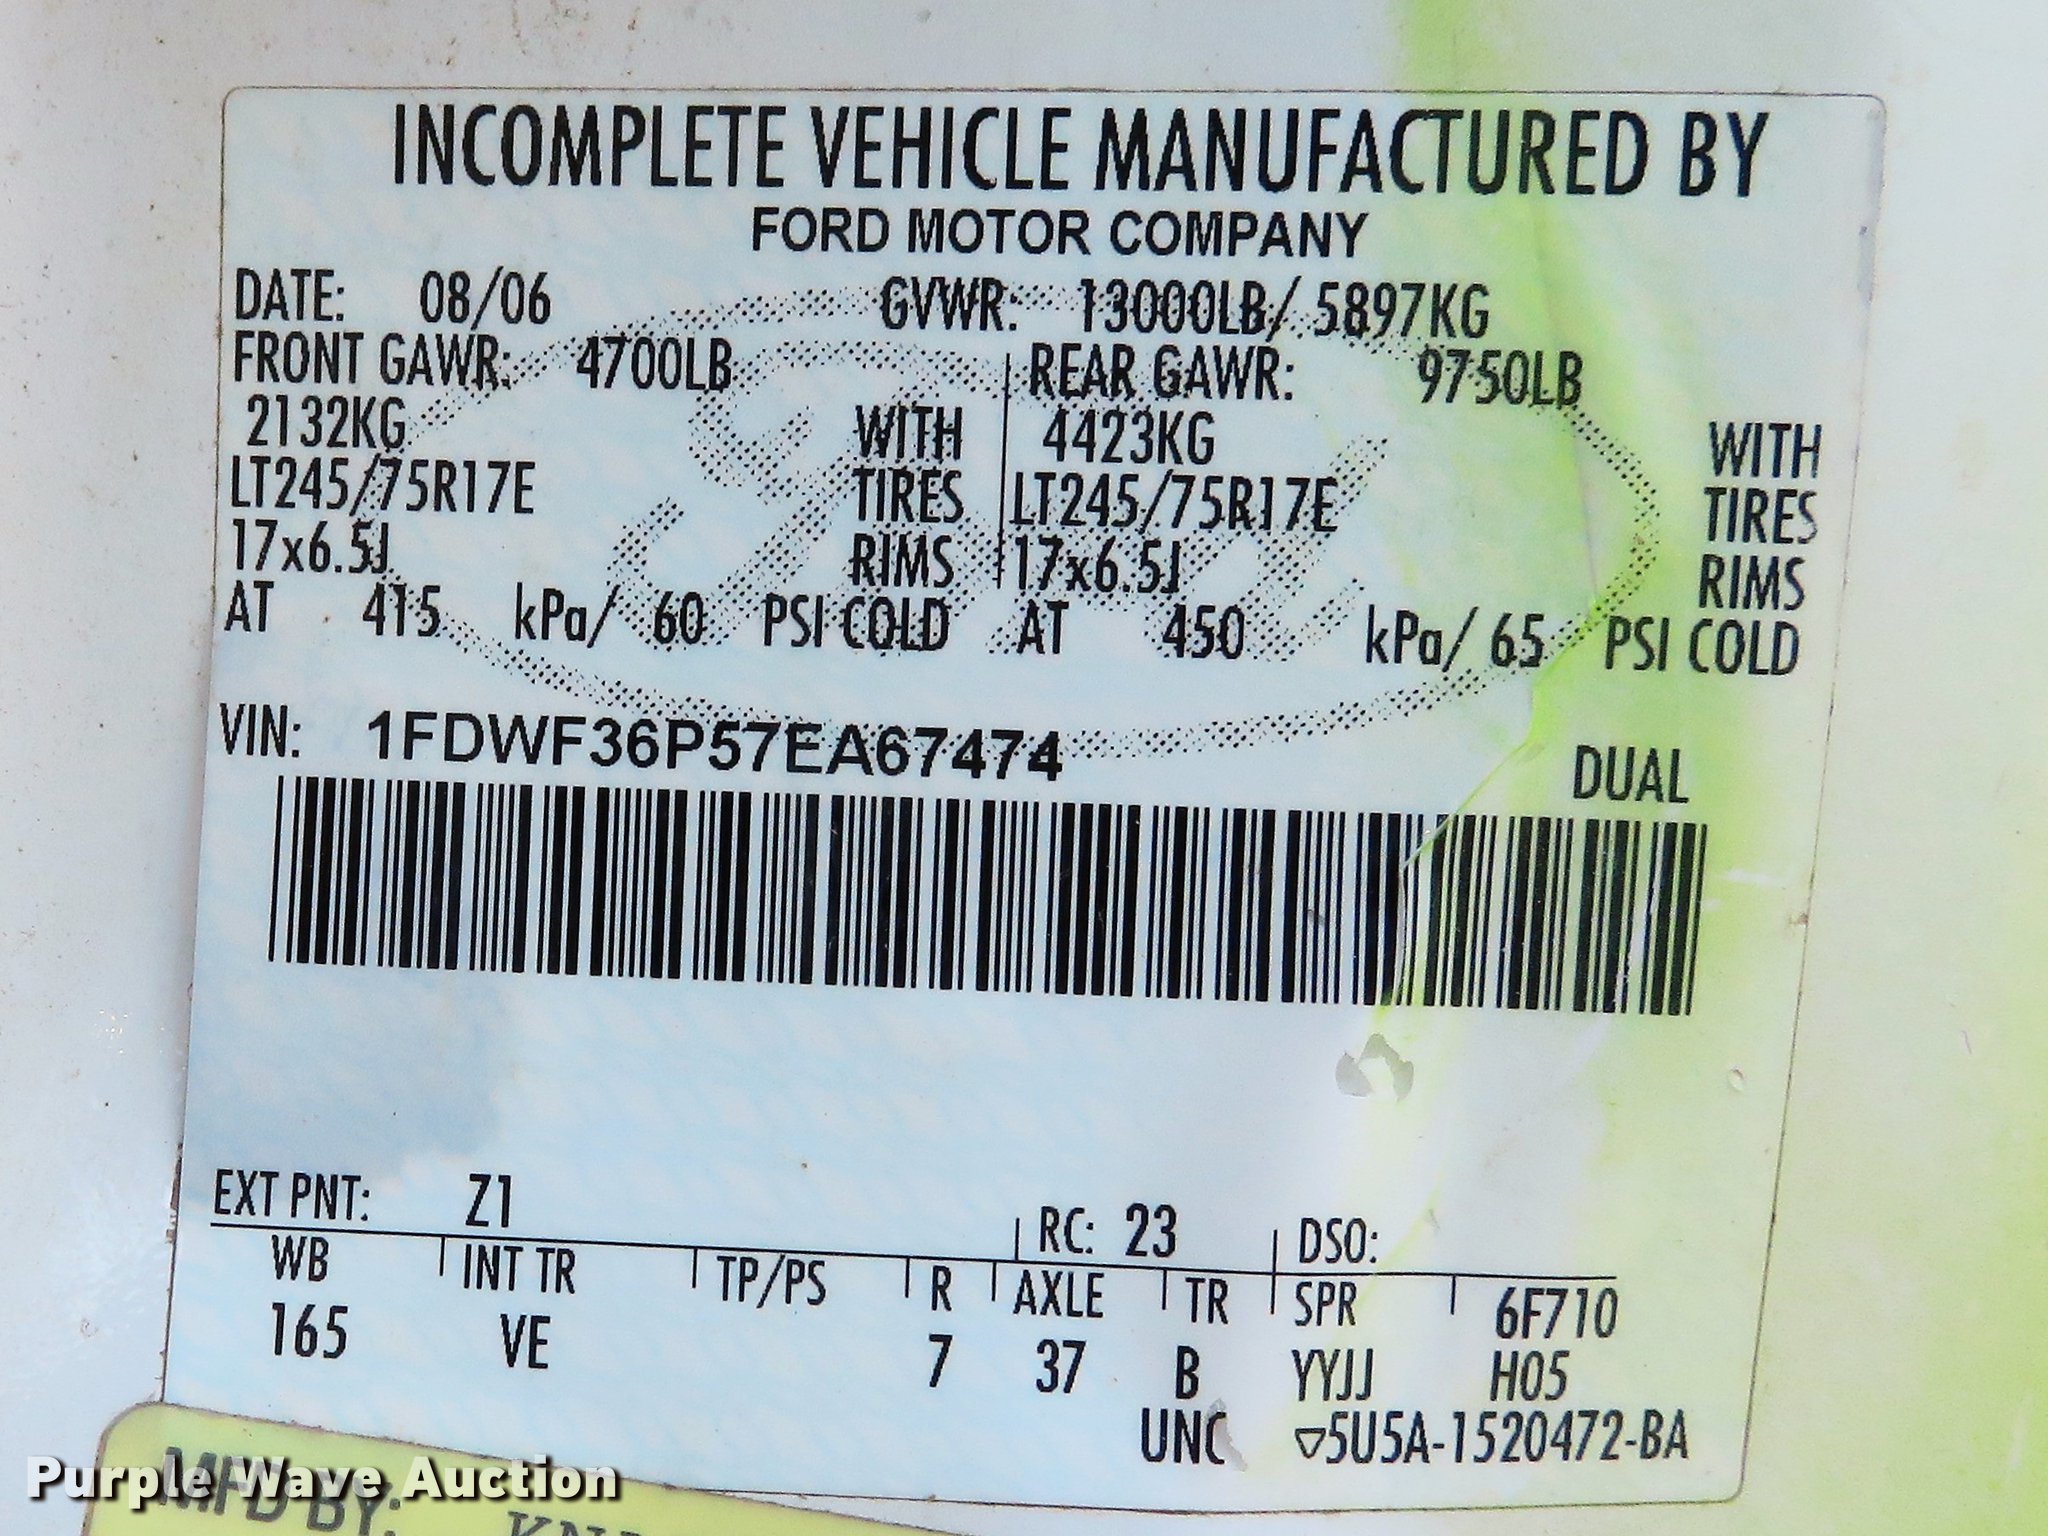 INCOMPLETE VEHICLE MANUFACTURED BY
FORD MOTOR COMPANY
DATE: 08/06 GVWR: 13000LB/ 5897KG
FRONT GAWR: 4700LB REAR GAWR: 9750LB
2132KG WITH 4423KG WITH
LT245/75R17E TIRES LT245/75R17E TIRES
17x6.5J RIMS 17x6.5J RIMS
AT 415 kPa/ 60 PSI COLD AT 450 kPa/ 65 PSI COLD
VIN: 1FDWF36P57EA67474
DUAL
EXT PNT: Z1 RC: 23 DSO:
WB INT TR TP/PS R AXLE TR SPR 6F710
165 VE 7 37 B YYJJ H05
UNC ▽5U5A-1520472-BA
MFD BY:
Purple Wave Auction